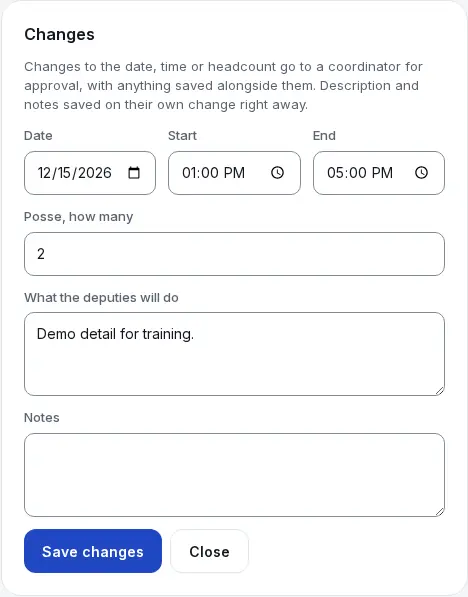 Changes
Changes to the date, time or headcount go to a coordinator for
approval, with anything saved alongside them. Description and
notes saved on their own change right away.
Date Start End
12/15/2026 01:00 PM 05:00 PM
Posse, how many
2
What the deputies will do
Demo detail for training.
Notes
Save changes Close